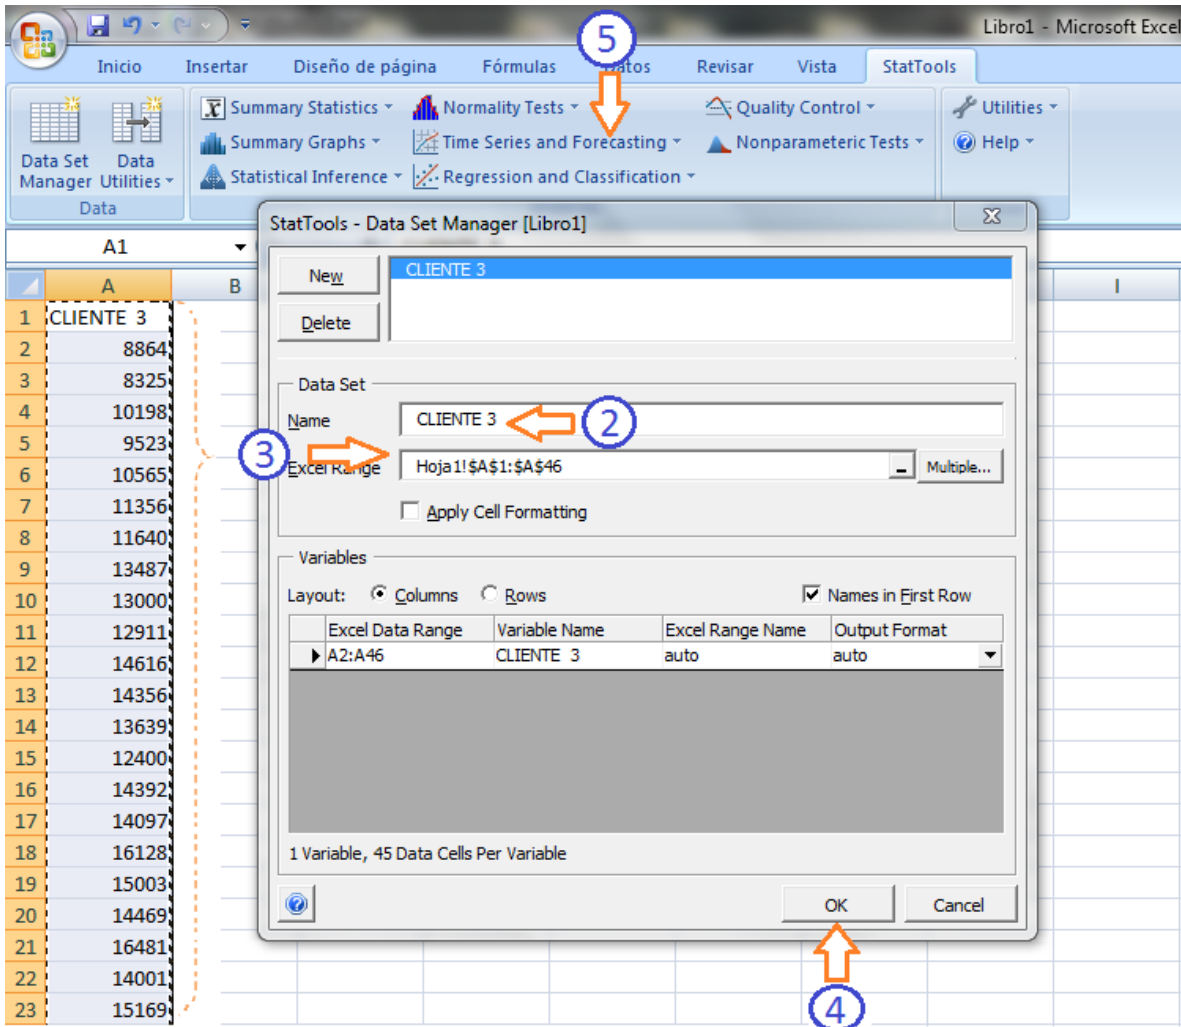 Libro1 - Microsoft Excel
5
Inicio Insertar Diseño de página Fórmulas Datos Revisar Vista StatTools
Summary Statistics Normality Tests Quality Control Utilities
Summary Graphs Time Series and Forecasting Nonparametric Tests Help
Data Set Manager
Data Utilities
Statistical Inference Regression and Classification
Data
StatTools - Data Set Manager [Libro1]
A1
A B I
New
CLIENTE 3
Delete
Data Set
Name CLIENTE 3 2
3
Excel Range Hoja1!$A$1:$A$46 Multiple...
Apply Cell Formatting
Variables
Layout: Columns Rows Names in First Row
Excel Data Range Variable Name Excel Range Name Output Format
A2:A46 CLIENTE 3 auto auto
1 Variable, 45 Data Cells Per Variable
OK Cancel
4
1 CLIENTE 3
2 8864
3 8325
4 10198
5 9523
6 10565
7 11356
8 11640
9 13487
10 13000
11 12911
12 14616
13 14356
14 13639
15 12400
16 14392
17 14097
18 16128
19 15003
20 14469
21 16481
22 14001
23 15169